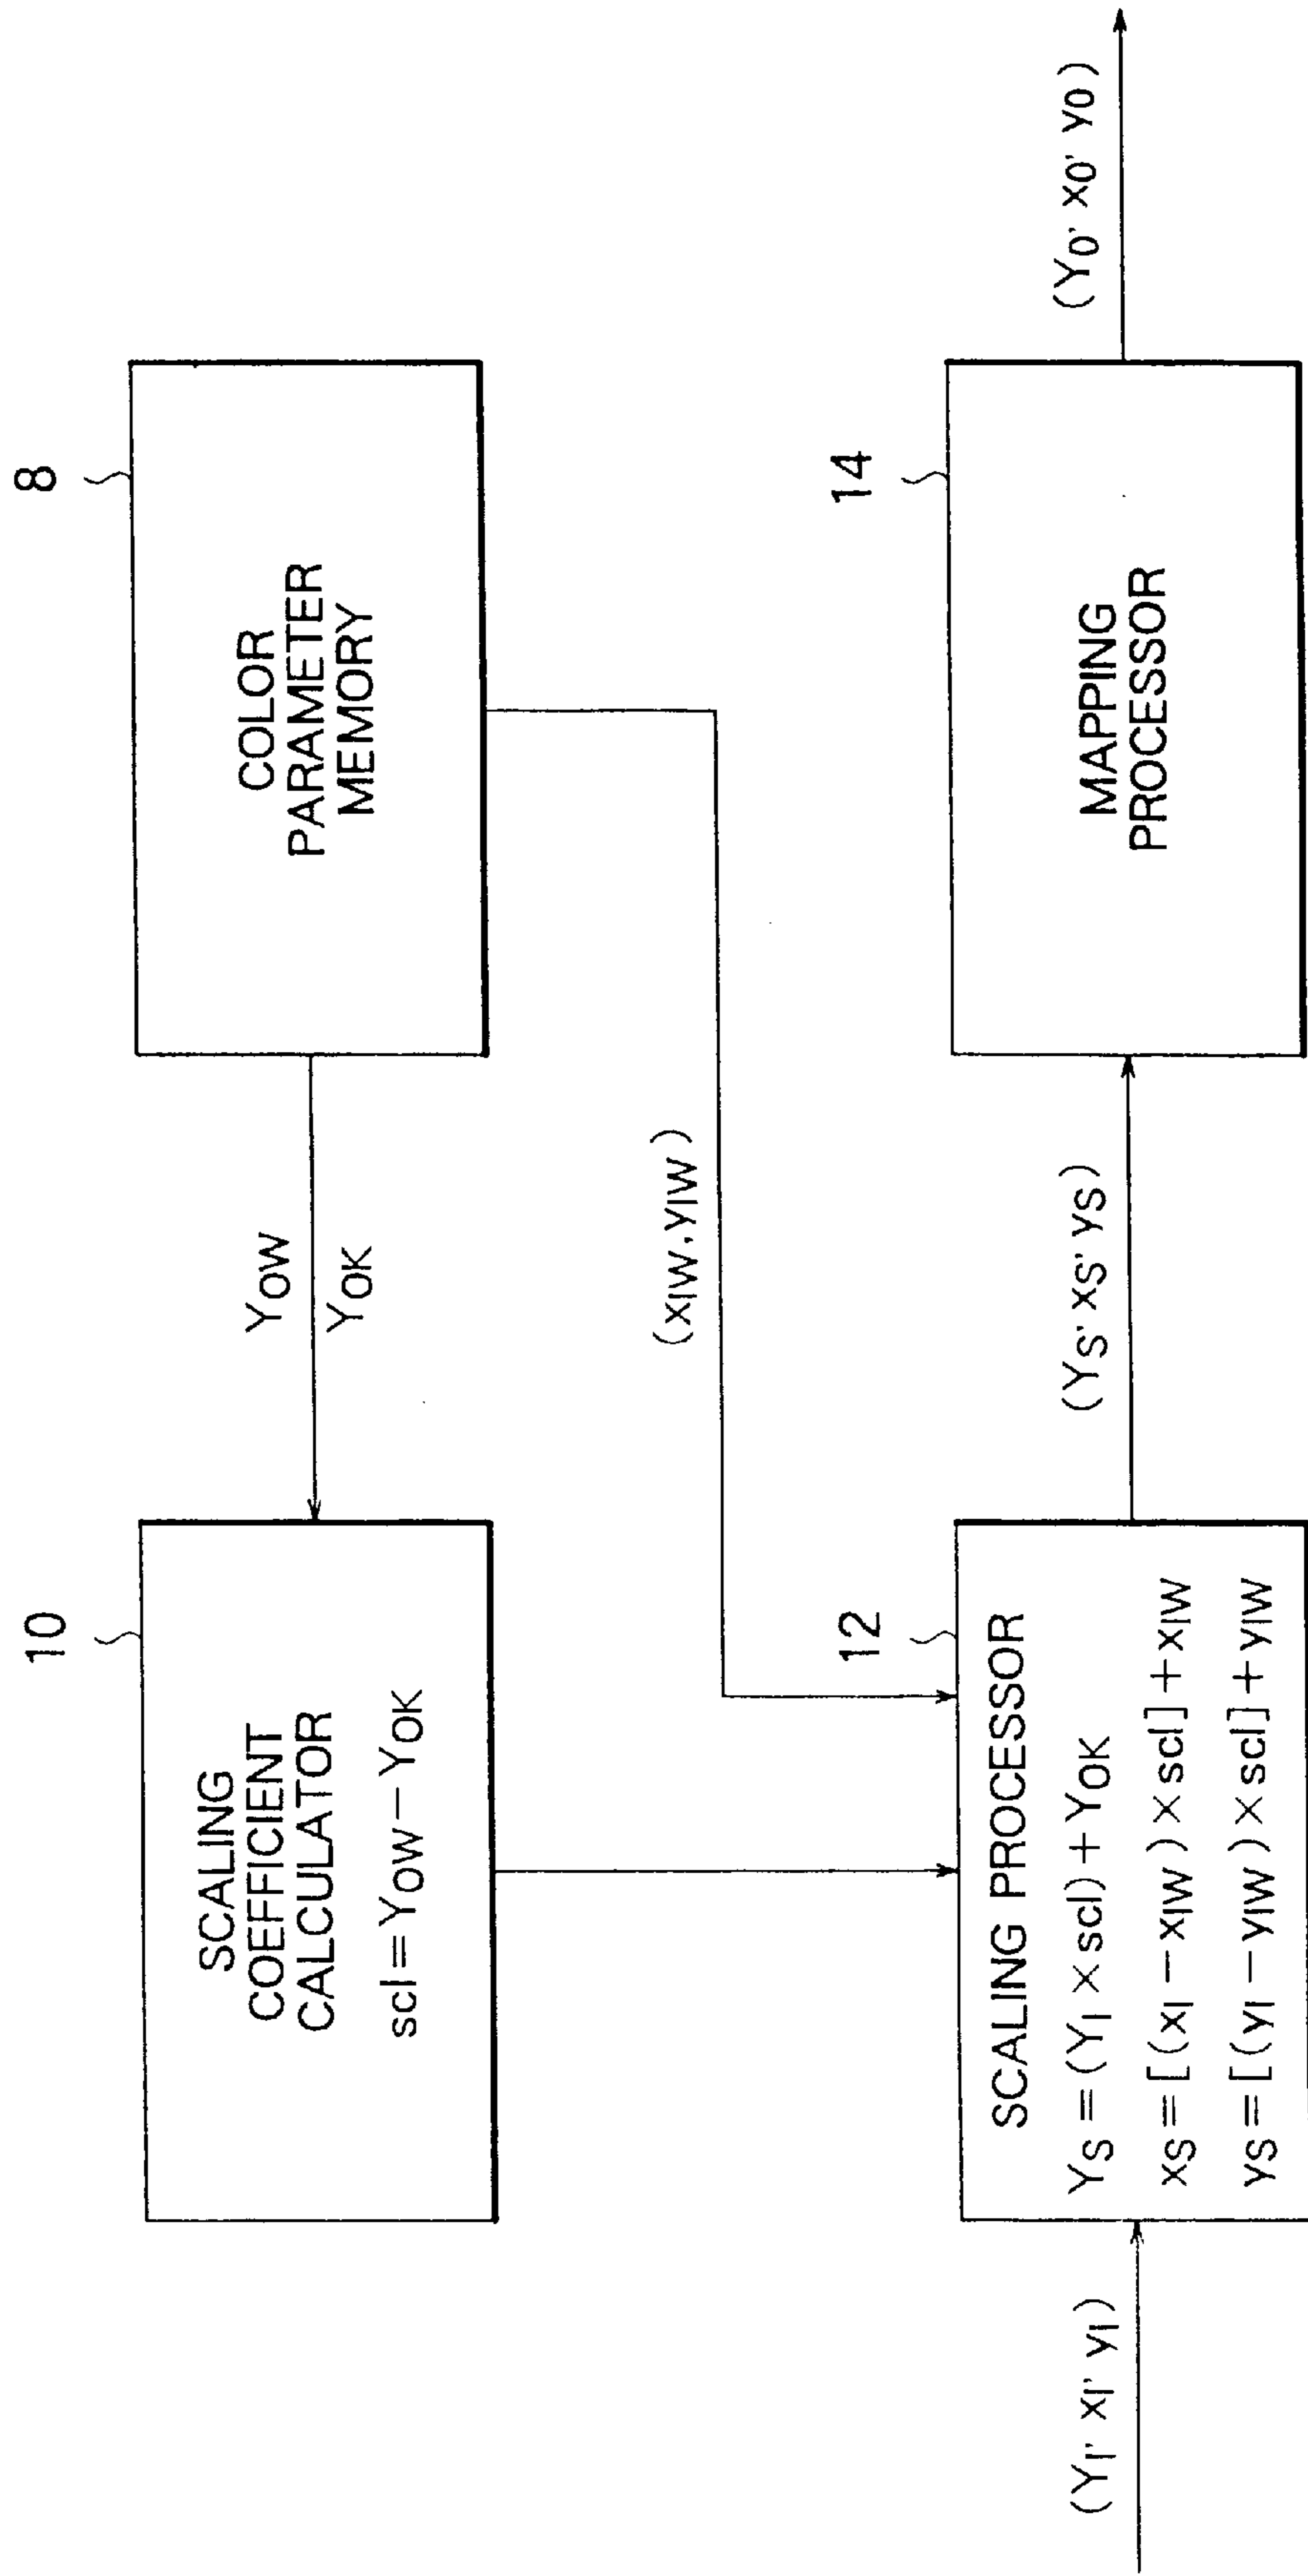 10
SCALING
COEFFICIENT
CALCULATOR
scl=YOW−YOK
YOW
YOK
8
COLOR
PARAMETER
MEMORY
(xIW,yIW)
(YI, xI, yI)
12
SCALING PROCESSOR
YS=(YI×scl)+YOK
xS=[(xI−xIW)×scl]+xIW
yS=[(yI−yIW)×scl]+yIW
(YS, xS, yS)
14
MAPPING
PROCESSOR
(YO, xO, yO)